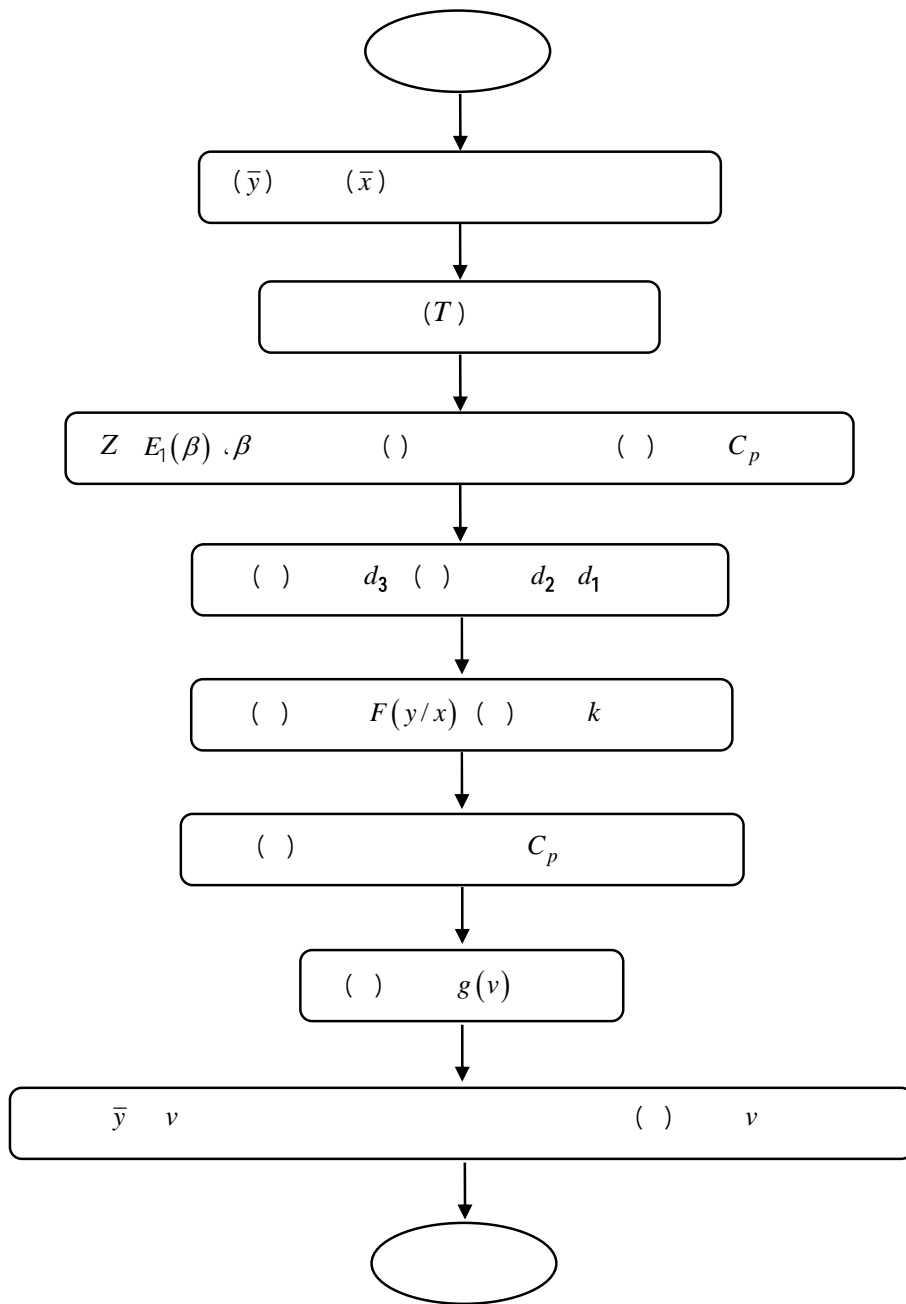 (ȳ) (x̄)
(T)
Z E₁(β) ، β () () Cₚ
( ) d₃ ( ) d₂ d₁
( ) F(y/x) ( ) k
( ) Cₚ
( ) g(v)
ȳ v ( ) v